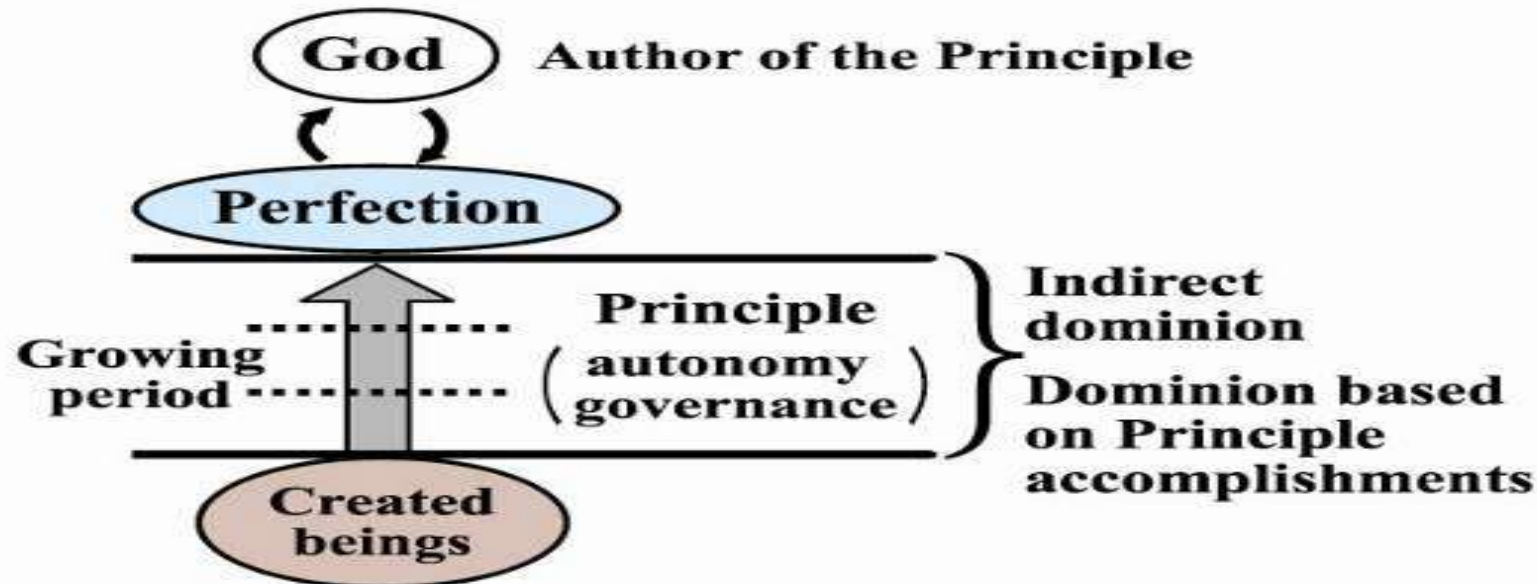 God
Author of the Principle
Perfection
Growing
period
Principle
(autonomy
governance)
Indirect
dominion
Dominion based
on Principle
accomplishments
Created
beings